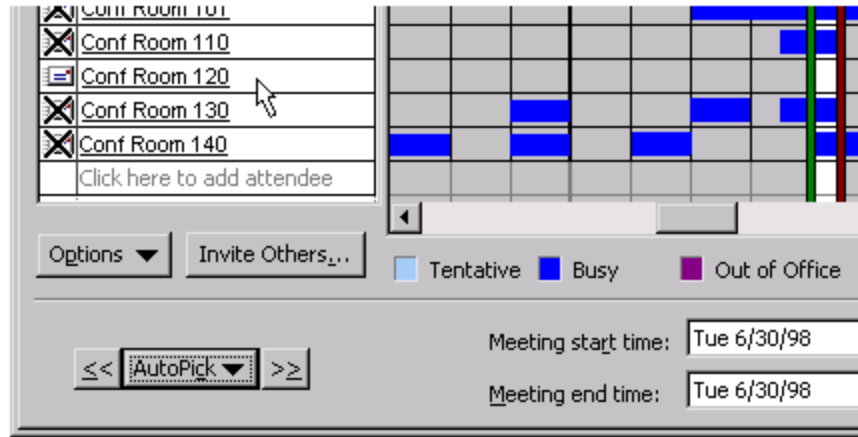 Conf Room 101
Conf Room 110
Conf Room 120
Conf Room 130
Conf Room 140
Click here to add attendee
Options
Invite Others...
Tentative
Busy
Out of Office
Meeting start time: Tue 6/30/98
<< AutoPick >>
Meeting end time: Tue 6/30/98